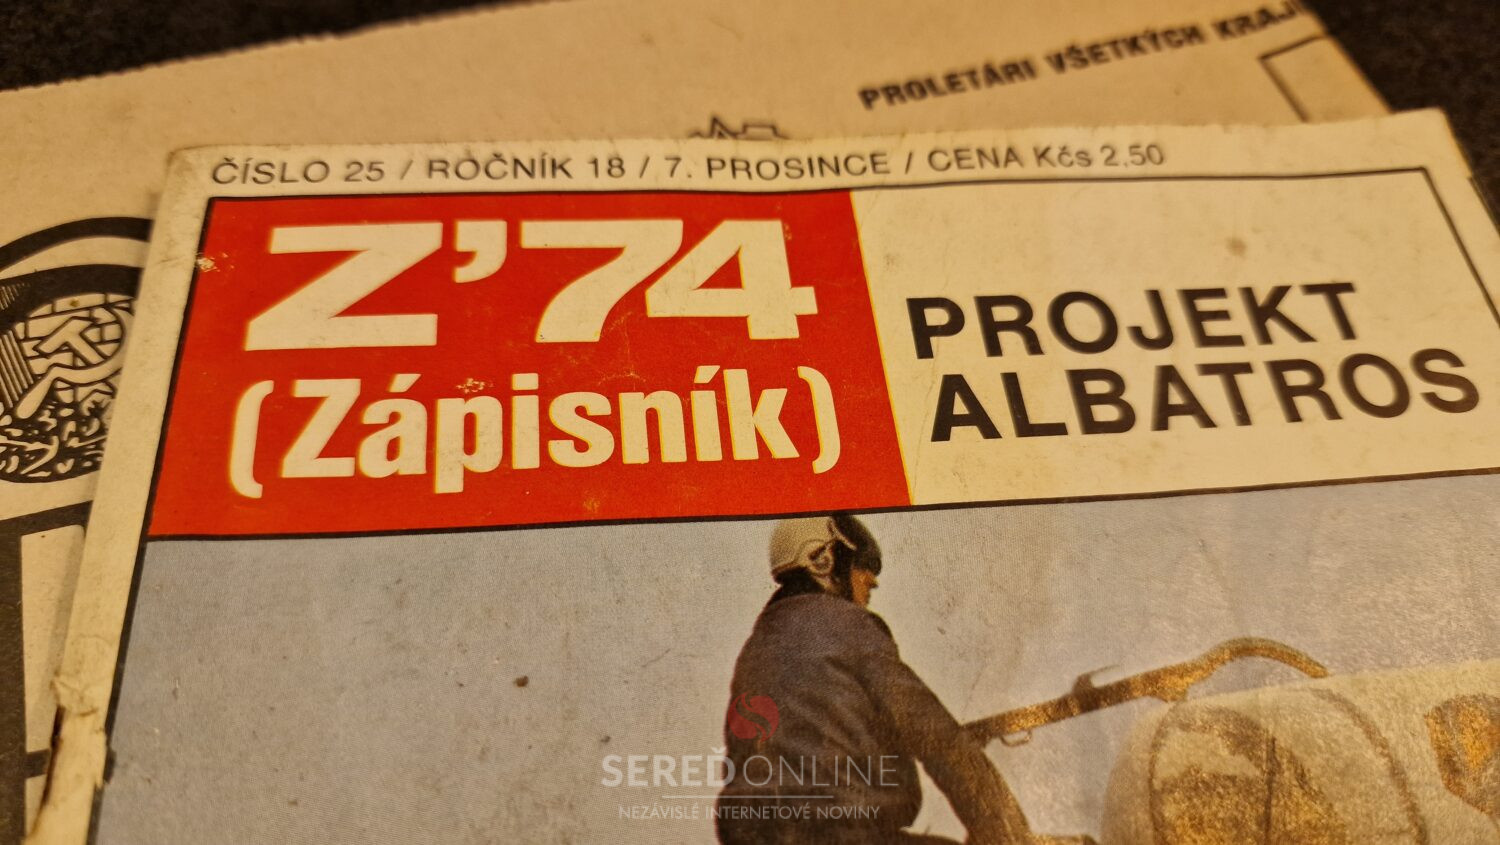 PROLETÁRI VŠETKÝCH KRAJ
ČÍSLO 25 / ROČNÍK 18 / 7. PROSINCE / CENA Kčs 2,50
Z'74
(Zápisník)
PROJEKT
ALBATROS
SEREĎONLINE
NEZÁVISLÉ INTERNETOVÉ NOVINY